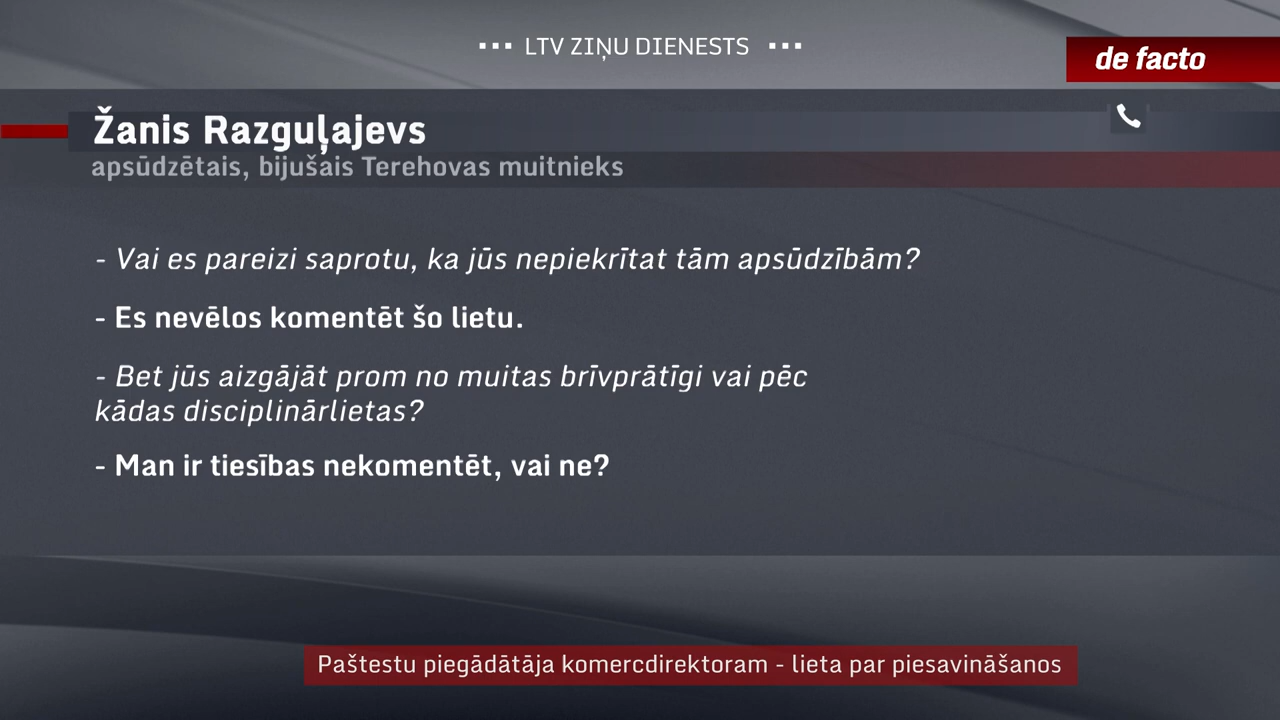 LTV ZIŅU DIENESTS
de facto
Žanis Razguļajevs
apsūdzētais, bijušais Terehovas muitnieks
- Vai es pareizi saprotu, ka jūs nepiekrītat tām apsūdzībām?
- Es nevēlos komentēt šo lietu.
- Bet jūs aizgājāt prom no muitas brīvprātīgi vai pēc
kādas disciplinārlietas?
- Man ir tiesības nekomentēt, vai ne?
Paštestu piegādātāja komercdirektoram - lieta par piesavināšanos